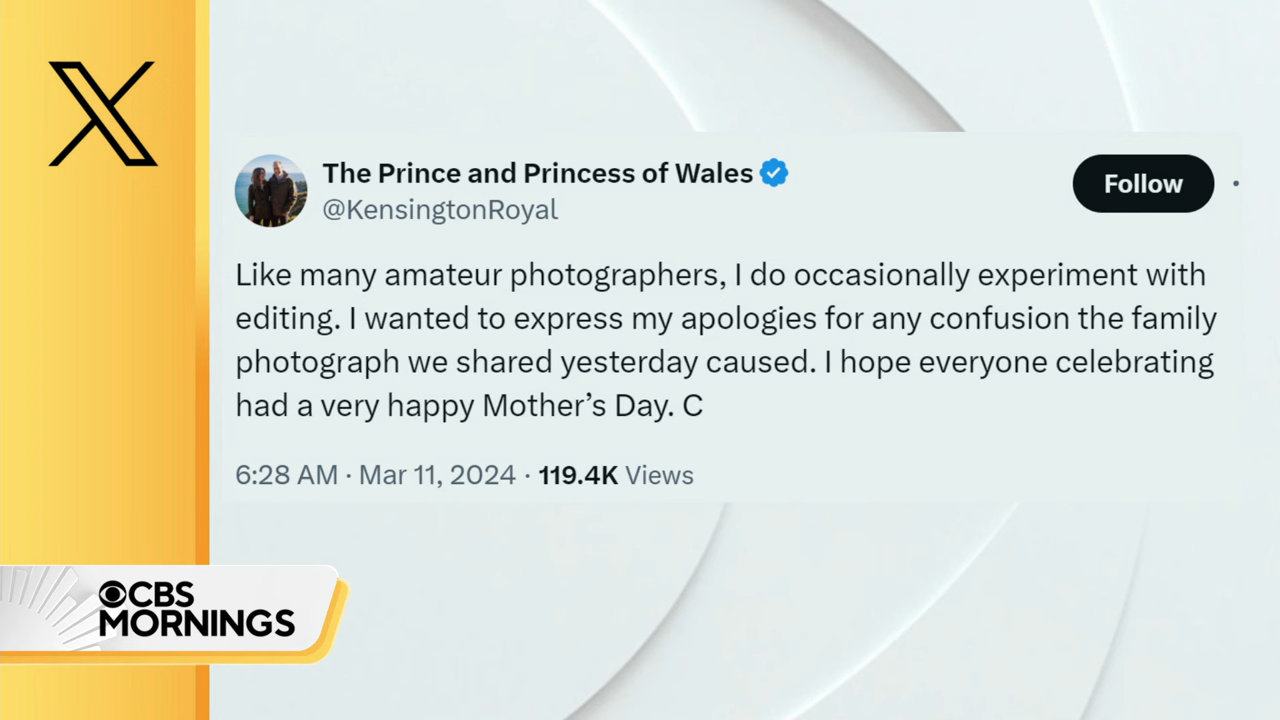 The Prince and Princess of Wales
@KensingtonRoyal
Follow
Like many amateur photographers, I do occasionally experiment with
editing. I wanted to express my apologies for any confusion the family
photograph we shared yesterday caused. I hope everyone celebrating
had a very happy Mother’s Day. C
6:28 AM · Mar 11, 2024 · 119.4K Views
CBS
MORNINGS